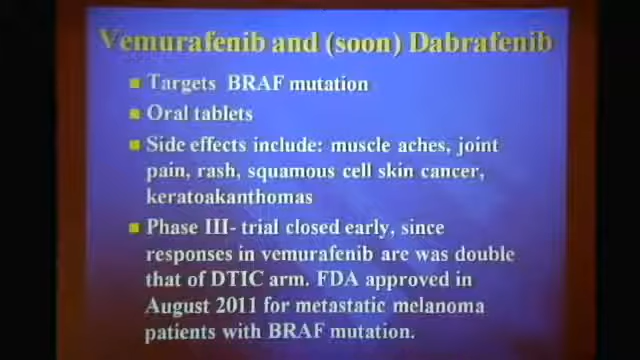 Vemurafenib and (soon) Dabrafenib
Targets BRAF mutation
Oral tablets
Side effects include: muscle aches, joint
pain, rash, squamous cell skin cancer,
keratoakanthomas
Phase III- trial closed early, since
responses in vemurafenib are was double
that of DTIC arm. FDA approved in
August 2011 for metastatic melanoma
patients with BRAF mutation.